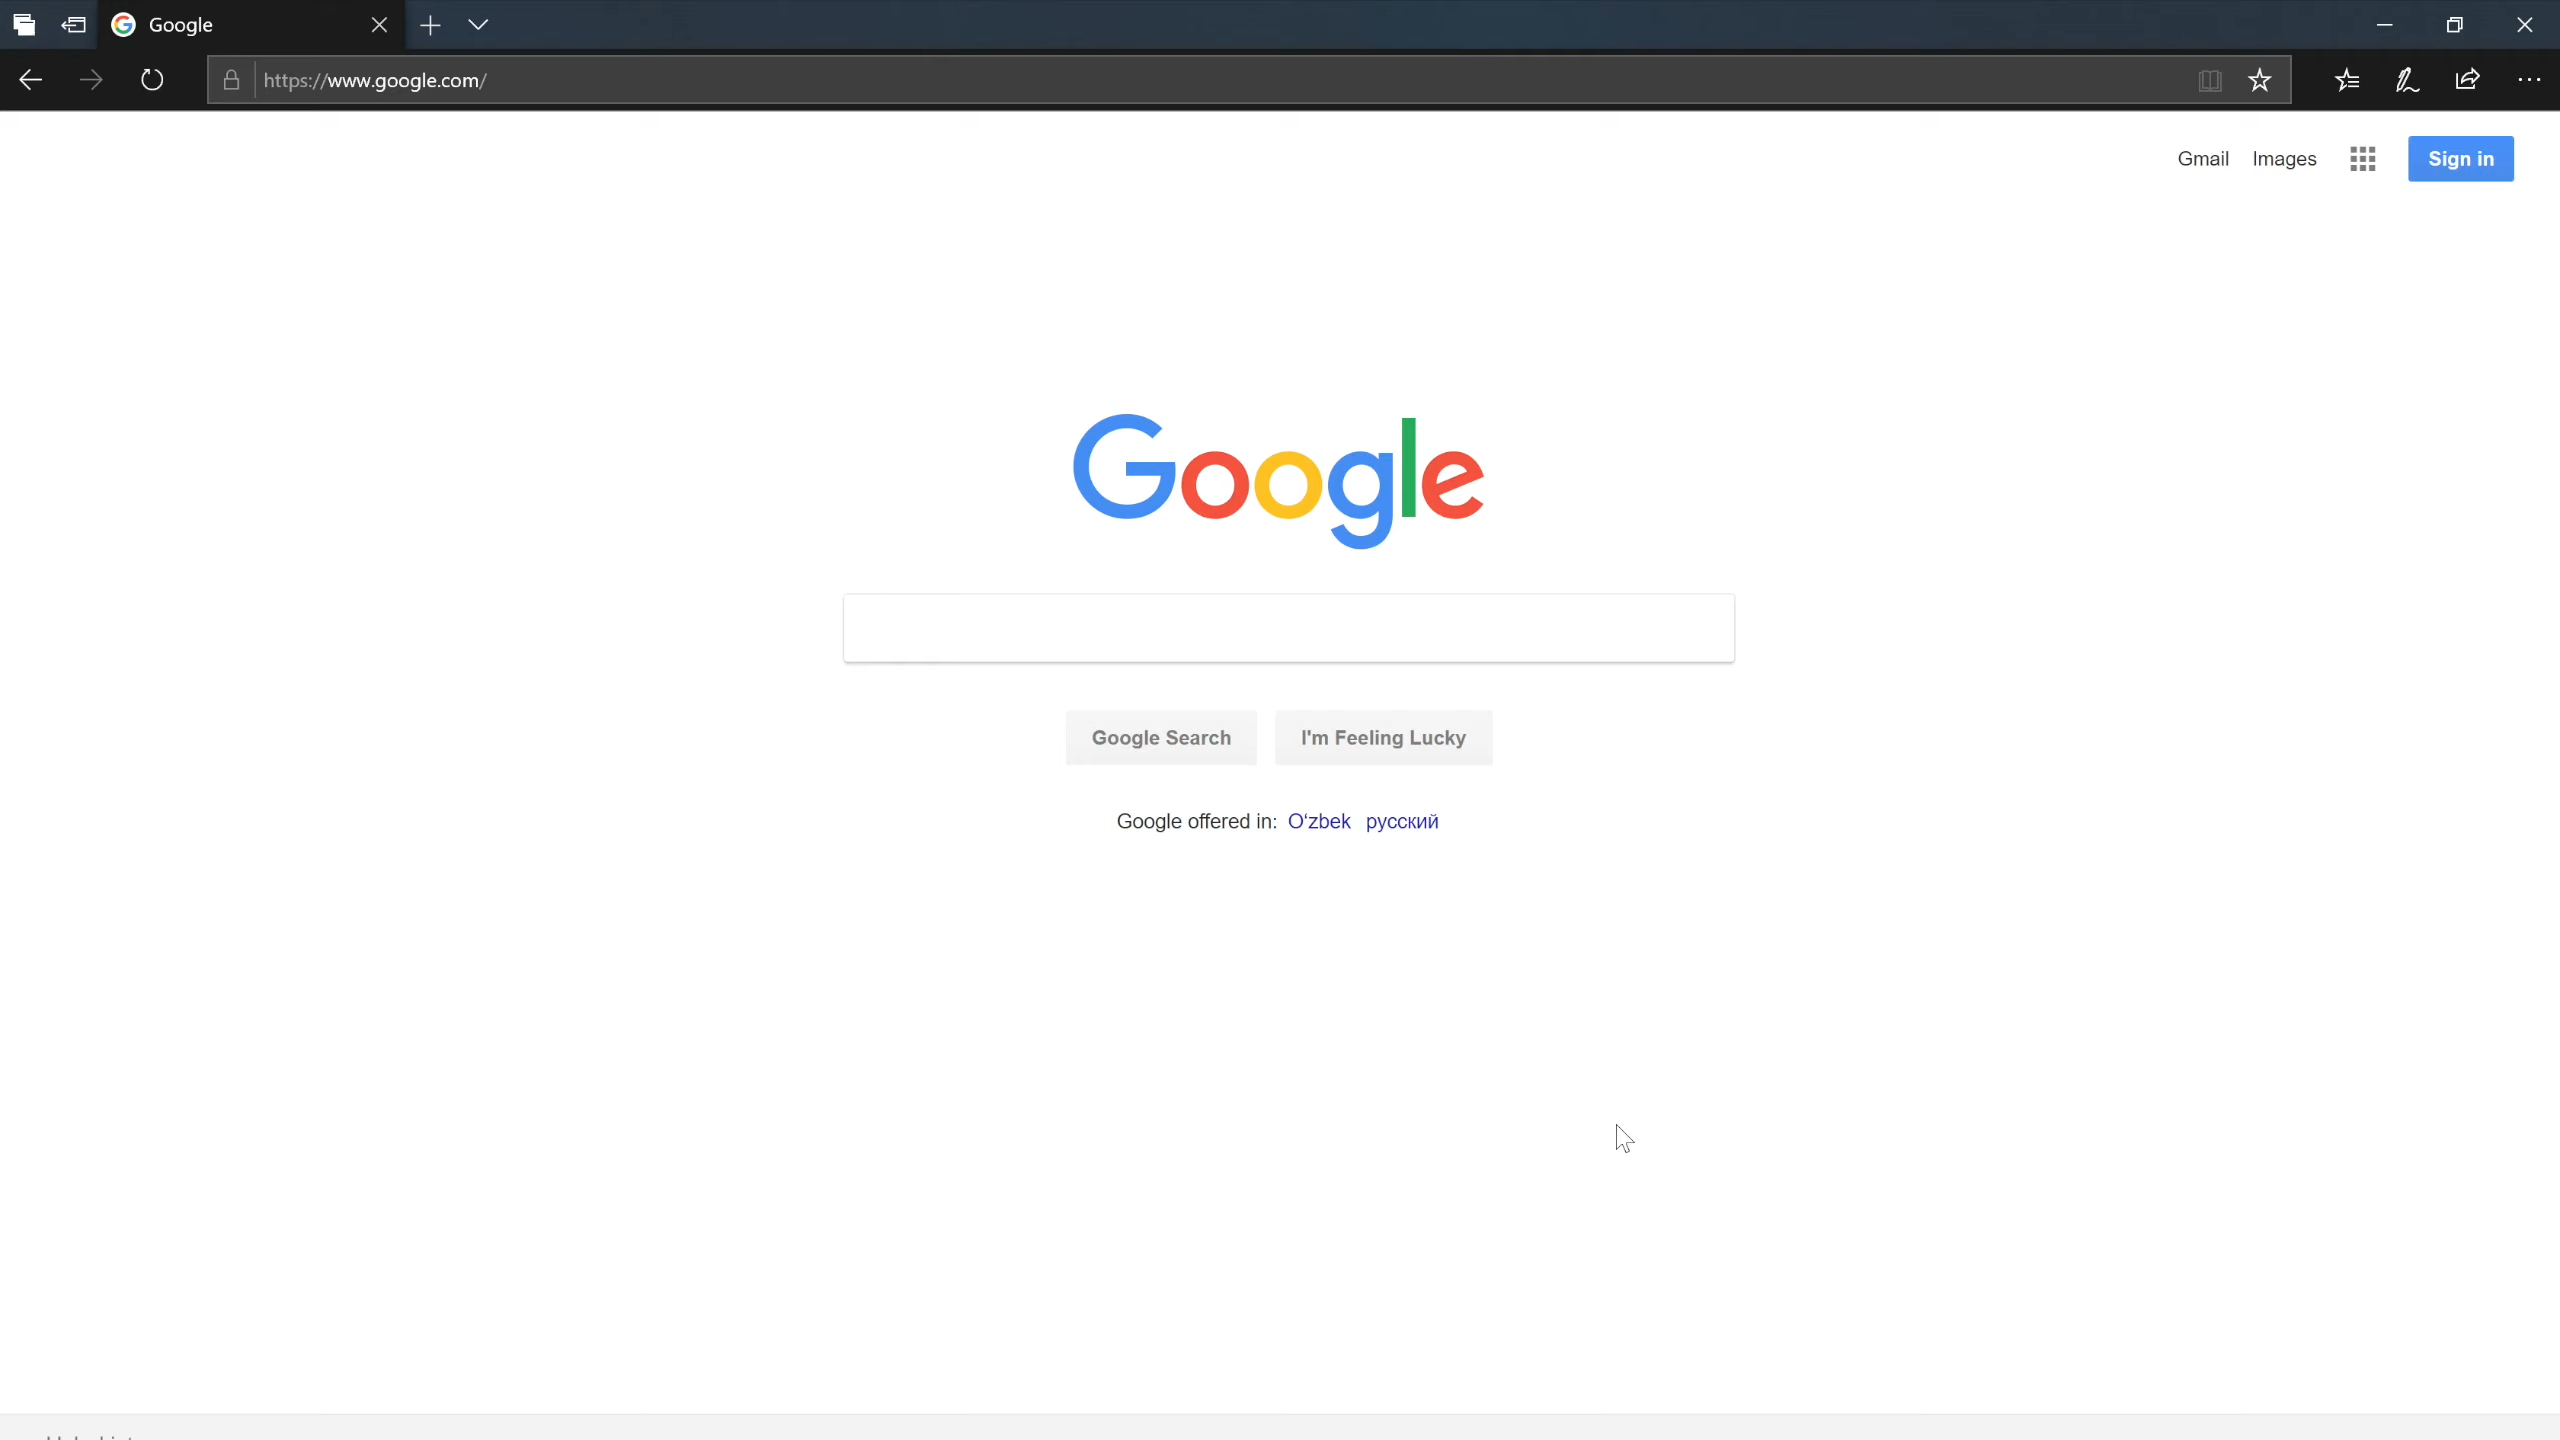 Google
https://www.google.com/
Gmail Images Sign in
Google
Google Search I'm Feeling Lucky
Google offered in: O‘zbek русский